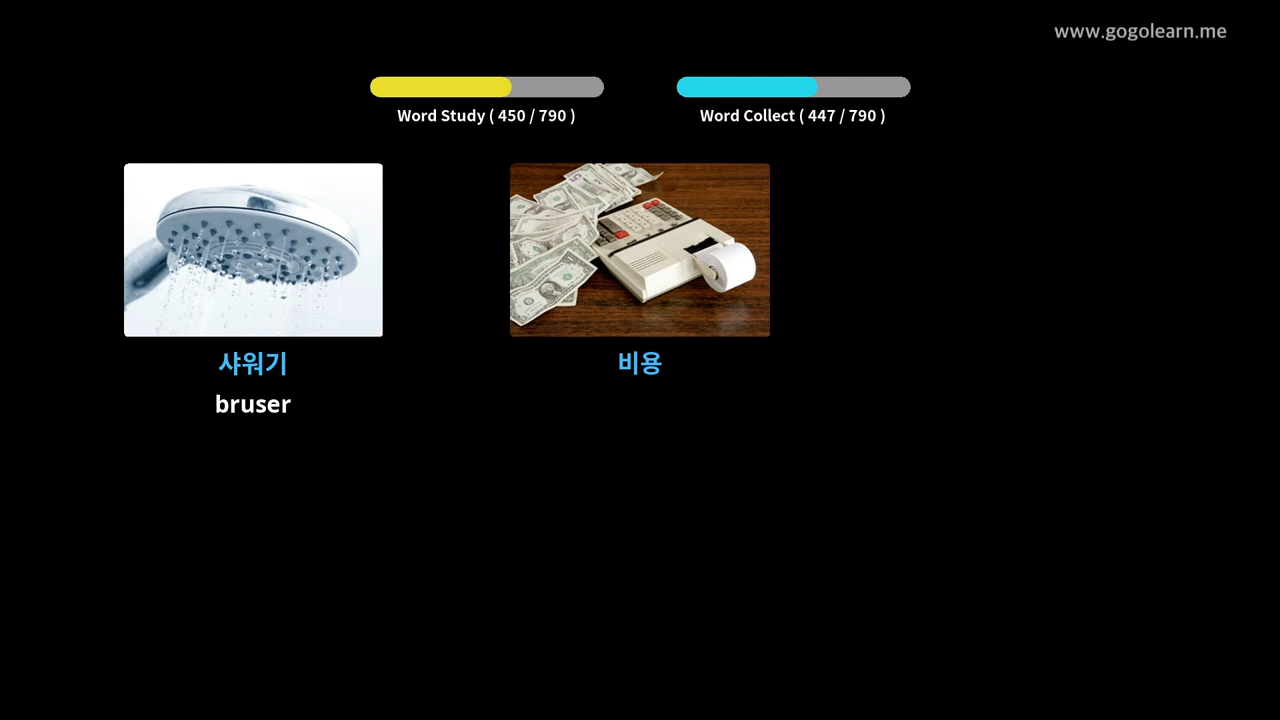 www.gogolearn.me
Word Study ( 450 / 790 )
Word Collect ( 447 / 790 )
샤워기
bruser
비용